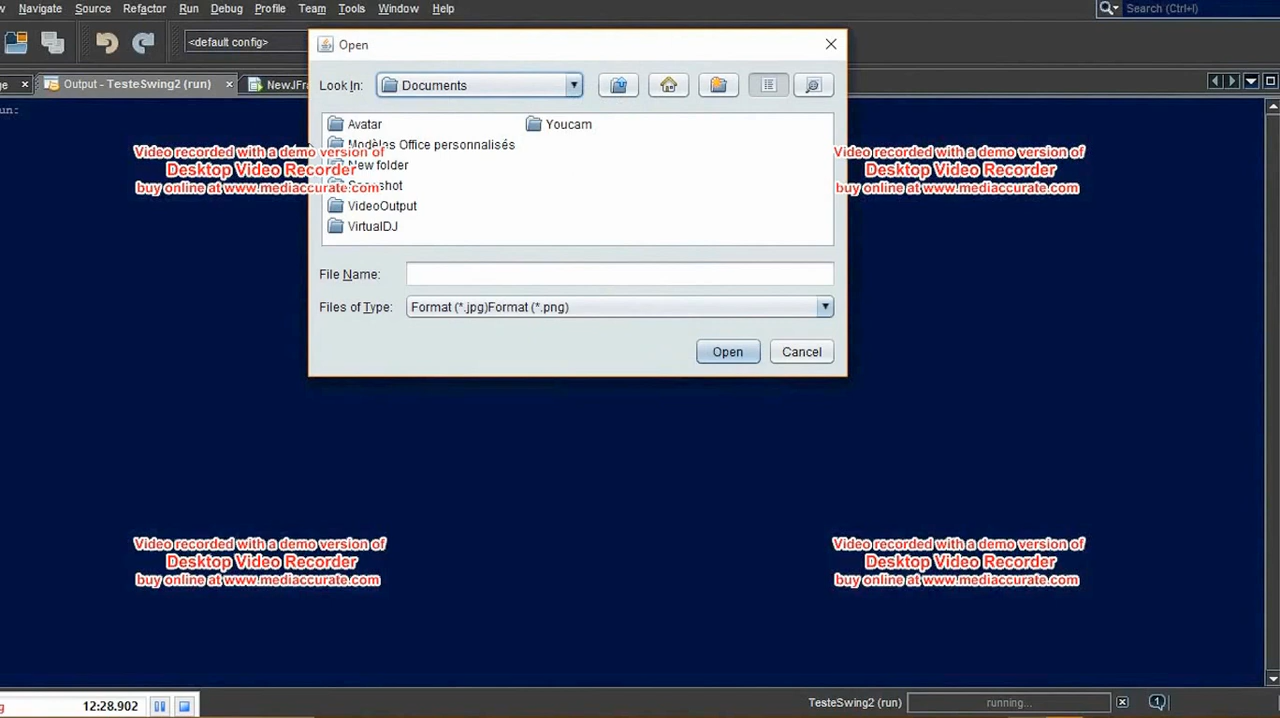 Navigate Source Refactor Run Debug Profile Team Tools Window Help
Search (Ctrl+I)
<default config>
Output - TesteSwing2 (run)
NewJFra
un:
Open
Look In: Documents
Avatar
Youcam
Modèles Office personnalisés
New folder
VideoOutput
VirtualDJ
File Name:
Files of Type: Format (*.jpg)Format (*.png)
Open Cancel
Video recorded with a demo version of
Desktop Video Recorder
buy online at www.mediaccurate.com
Video recorded with a demo version of
Desktop Video Recorder
buy online at www.mediaccurate.com
Video recorded with a demo version of
Desktop Video Recorder
buy online at www.mediaccurate.com
Video recorded with a demo version of
Desktop Video Recorder
buy online at www.mediaccurate.com
12:28.902
TesteSwing2 (run) running... 1